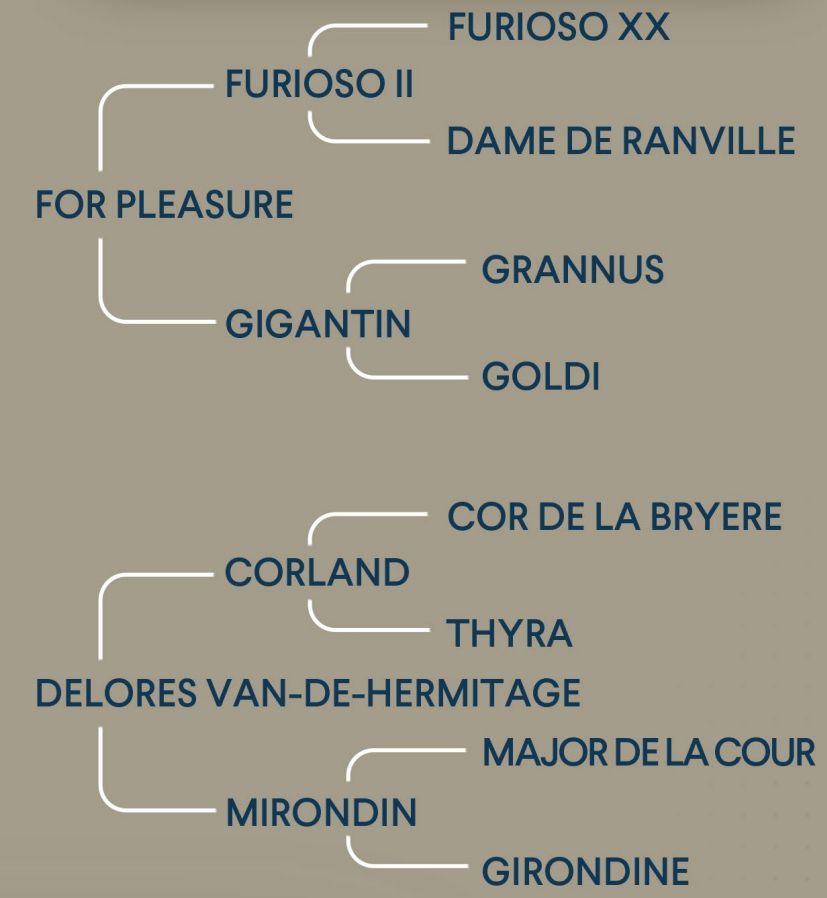 FURIOSO XX
FURIOSO II
DAME DE RANVILLE
FOR PLEASURE
GRANNUS
GIGANTIN
GOLDI
COR DE LA BRYERE
CORLAND
THYRA
DELORES VAN-DE-HERMITAGE
MAJOR DE LA COUR
MIRONDIN
GIRONDINE